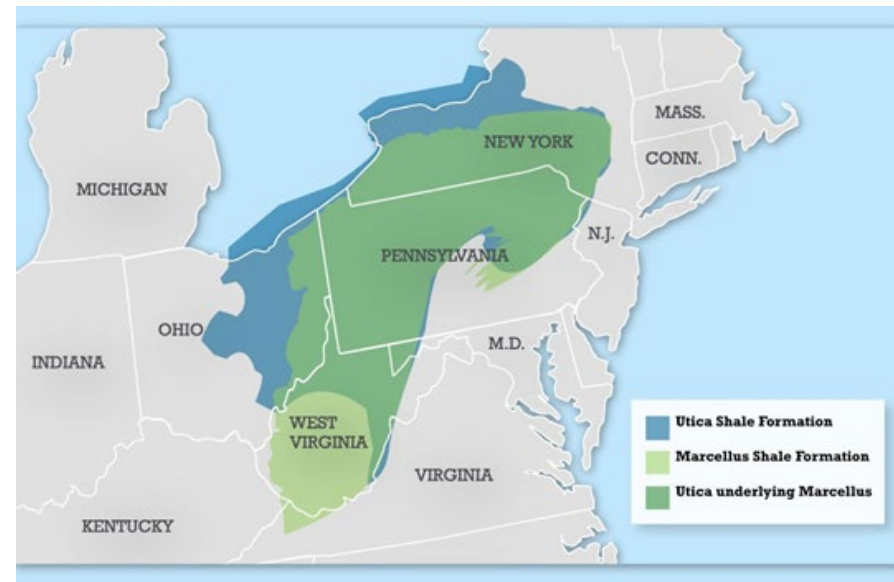 MASS.
NEW YORK
CONN.
MICHIGAN
N.J.
PENNSYLVANIA
OHIO
M.D.
INDIANA
WEST
VIRGINIA
VIRGINIA
KENTUCKY
Utica Shale Formation
Marcellus Shale Formation
Utica underlying Marcellus